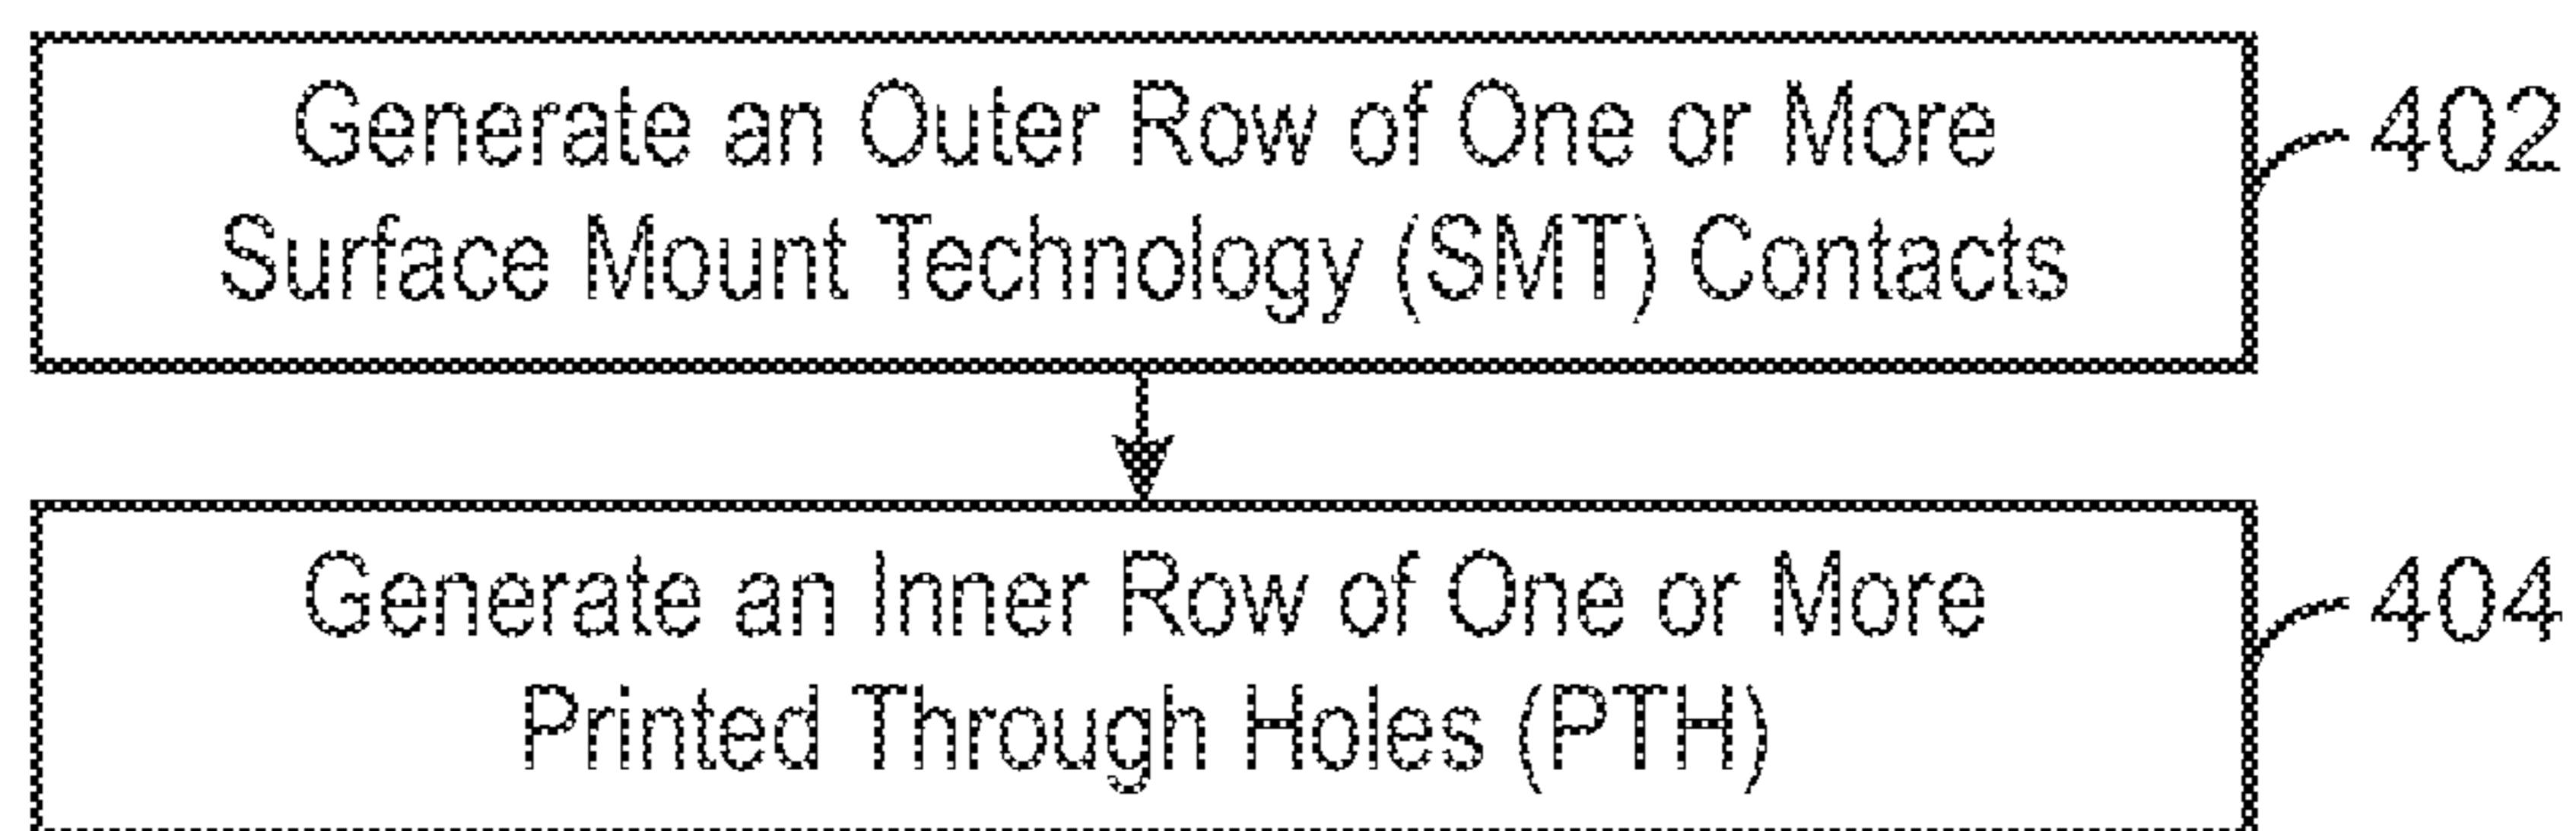 Generate an Outer Row of One or More
Surface Mount Technology (SMT) Contacts
402
Generate an Inner Row of One or More
Printed Through Holes (PTH)
404